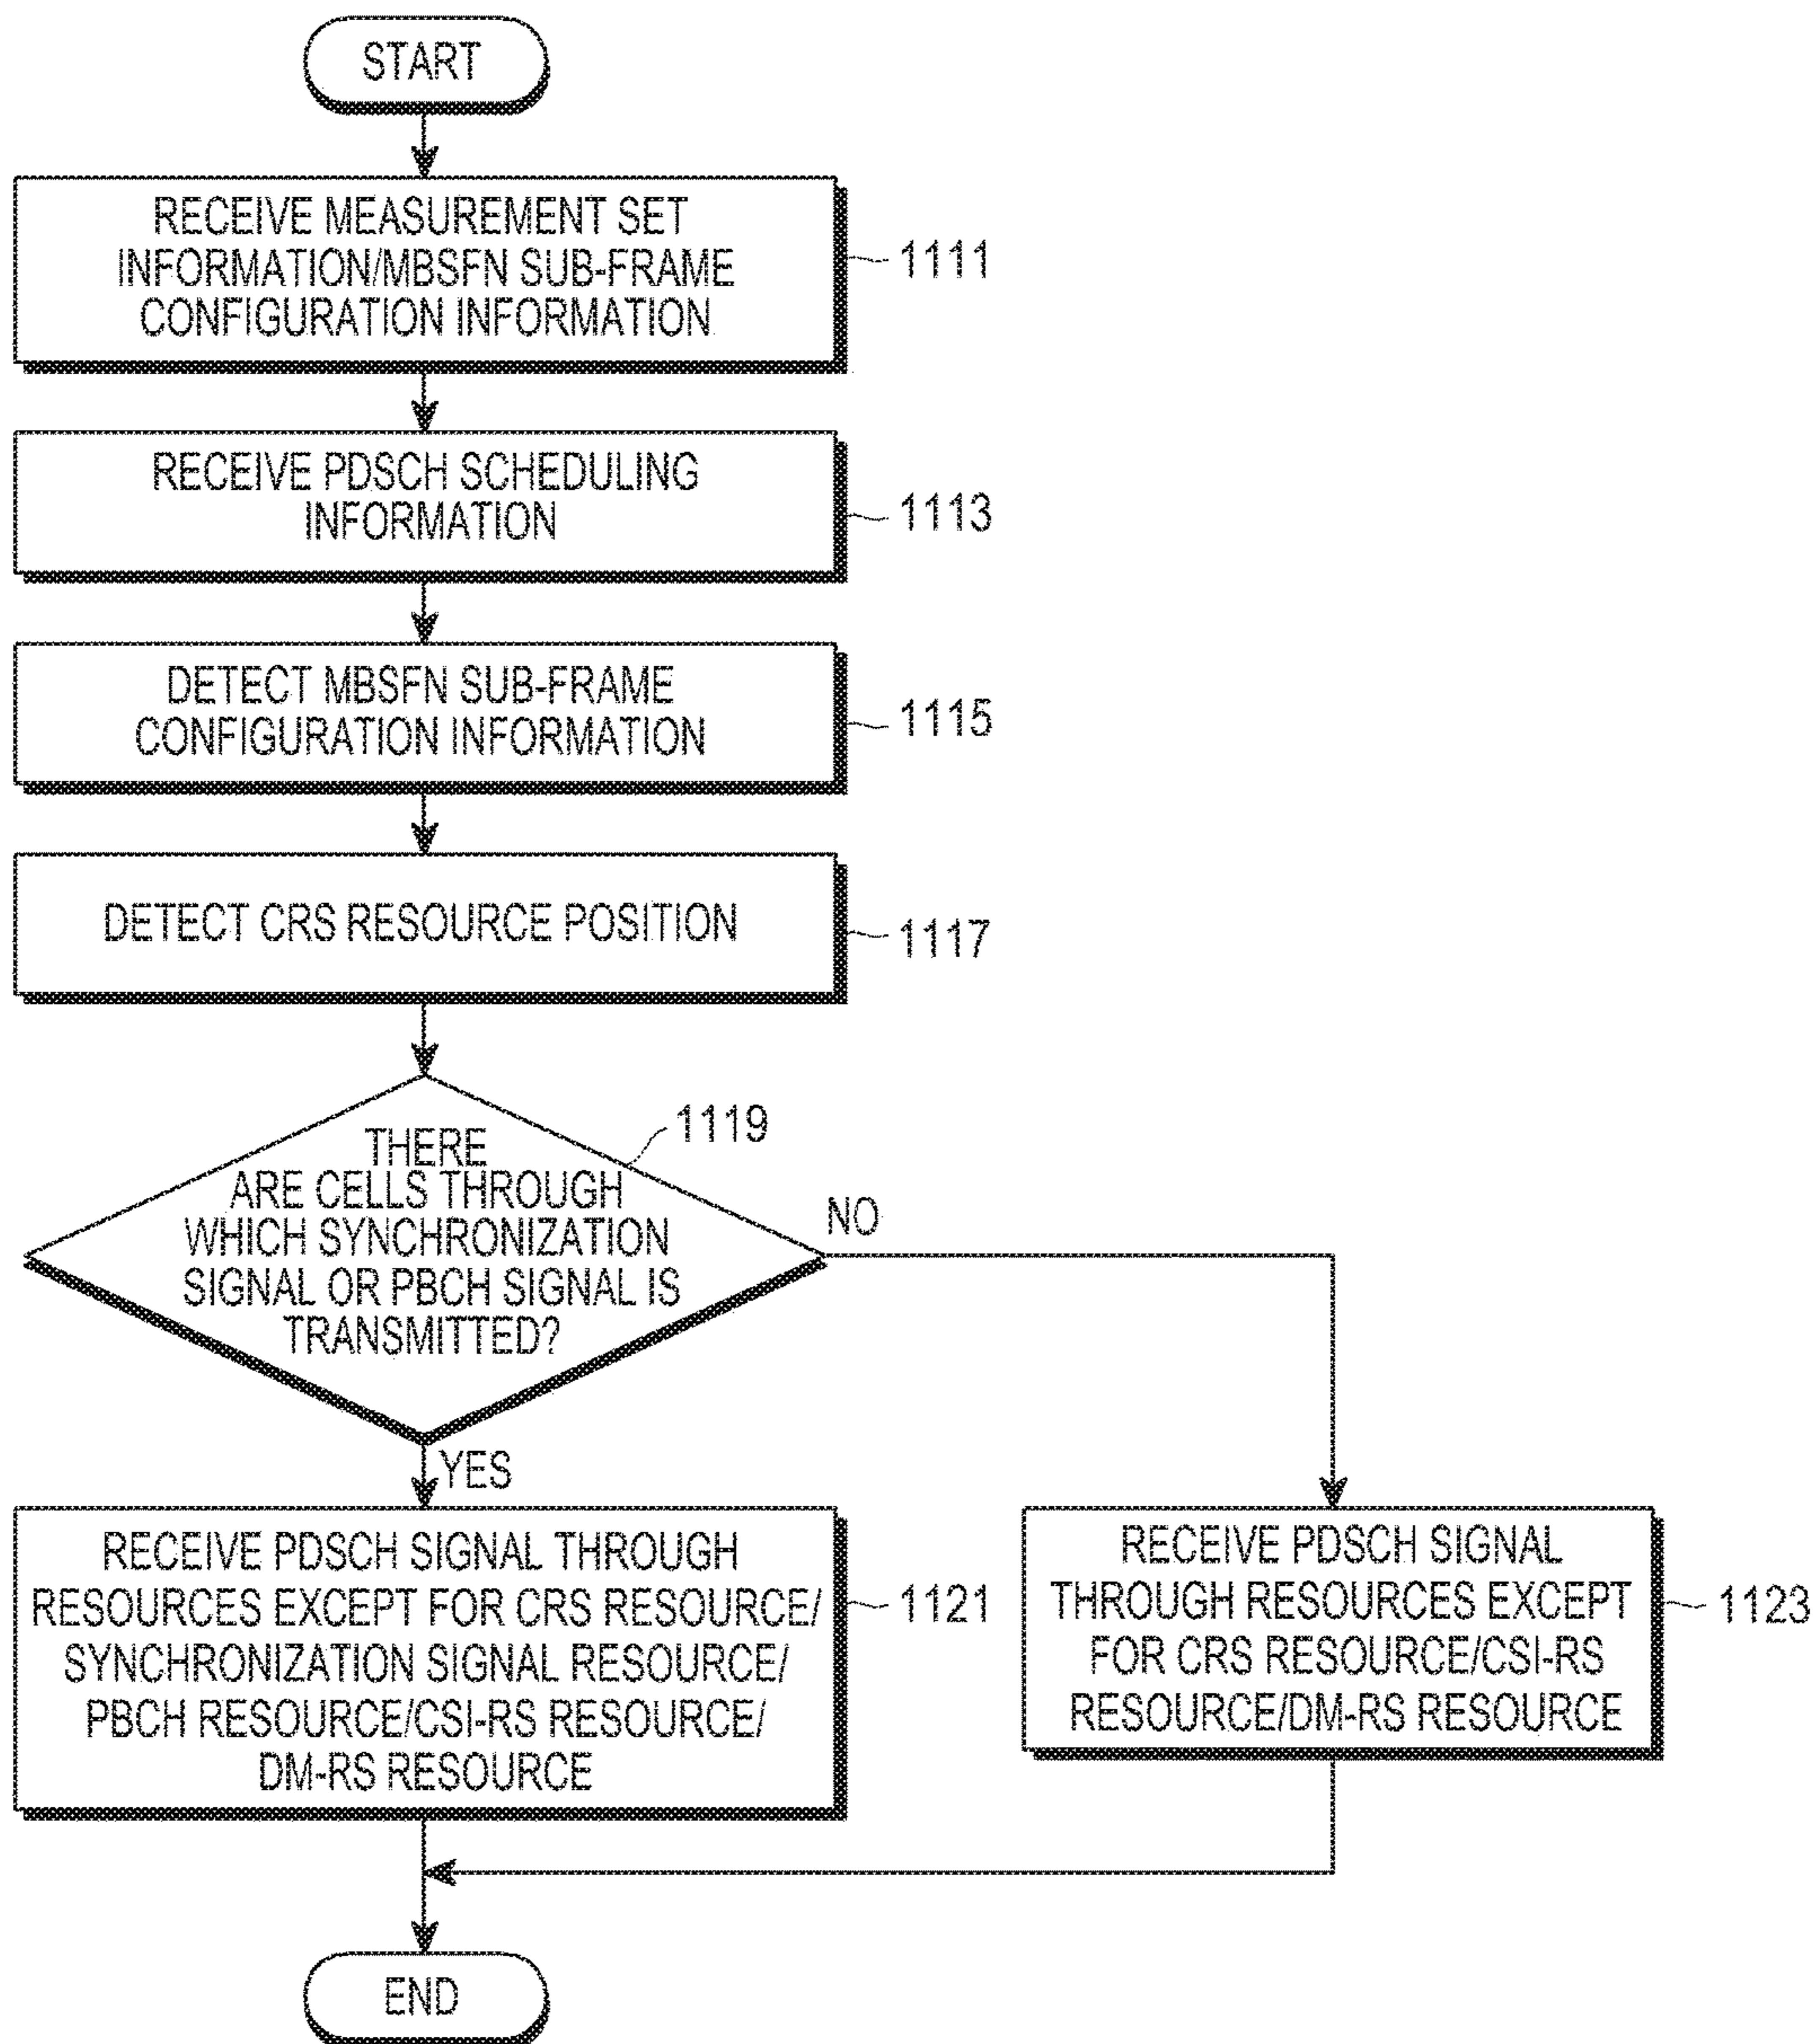 START
RECEIVE MEASUREMENT SET
INFORMATION/MBSFN SUB-FRAME
CONFIGURATION INFORMATION
1111
RECEIVE PDSCH SCHEDULING
INFORMATION
1113
DETECT MBSFN SUB-FRAME
CONFIGURATION INFORMATION
1115
DETECT CRS RESOURCE POSITION
1117
THERE
ARE CELLS THROUGH
WHICH SYNCHRONIZATION
SIGNAL OR PBCH SIGNAL IS
TRANSMITTED?
1119
NO
YES
RECEIVE PDSCH SIGNAL THROUGH
RESOURCES EXCEPT FOR CRS RESOURCE/
SYNCHRONIZATION SIGNAL RESOURCE/
PBCH RESOURCE/CSI-RS RESOURCE/
DM-RS RESOURCE
1121
RECEIVE PDSCH SIGNAL
THROUGH RESOURCES EXCEPT
FOR CRS RESOURCE/CSI-RS
RESOURCE/DM-RS RESOURCE
1123
END